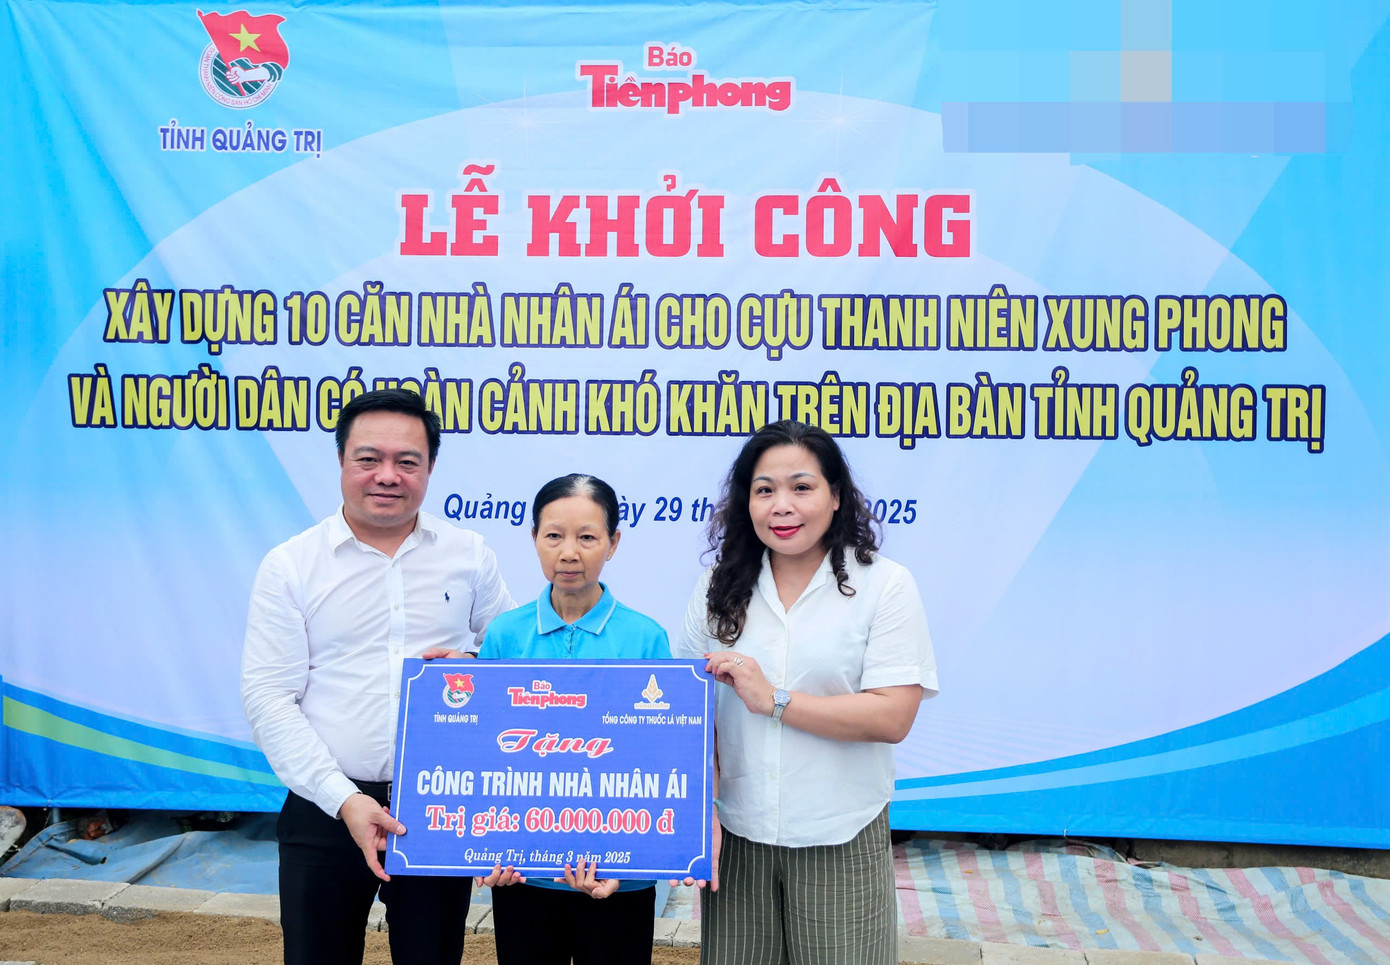 TỈNH QUẢNG TRỊ
Báo
Tiền phong
LỄ KHỞI CÔNG
XÂY DỰNG 10 CĂN NHÀ NHÂN ÁI CHO CỰU THANH NIÊN XUNG PHONG
VÀ NGƯỜI DÂN CÓ HOÀN CẢNH KHÓ KHĂN TRÊN ĐỊA BÀN TỈNH QUẢNG TRỊ
Quảng 29 2025
TỈNH QUẢNG TRỊ
Báo
Tiền phong
TỔNG CÔNG TY THUỐC LÁ VIỆT NAM
Tặng
CÔNG TRÌNH NHÀ NHÂN ÁI
Trị giá: 60.000.000 đ
Quảng Trị, tháng 3 năm 2025